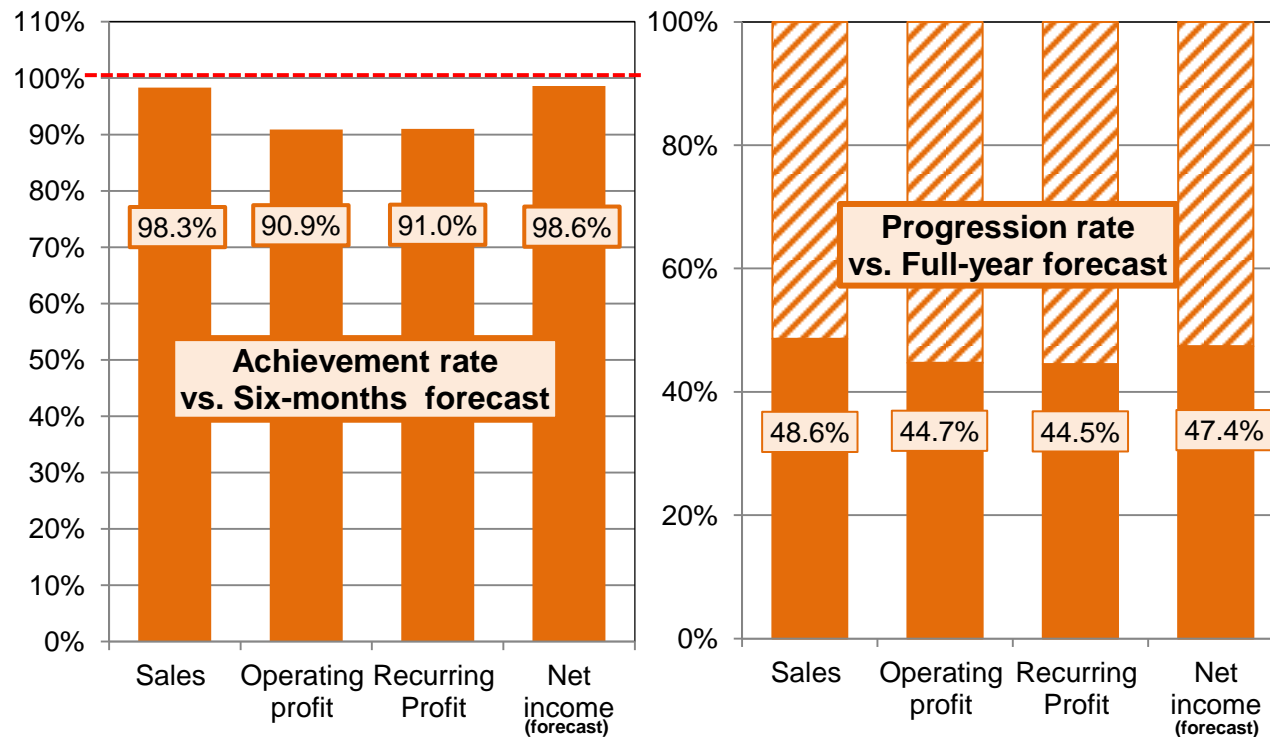 110%
100%
90%
80%
70%
60%
50%
40%
30%
20%
10%
0%
98.3%
90.9%
91.0%
98.6%
Achievement rate
vs. Six-months forecast
Sales
Operating
profit
Recurring
Profit
Net
income
(forecast)
100%
80%
60%
40%
20%
0%
Progression rate
vs. Full-year forecast
48.6%
44.7%
44.5%
47.4%
Sales
Operating
profit
Recurring
Profit
Net
income
(forecast)